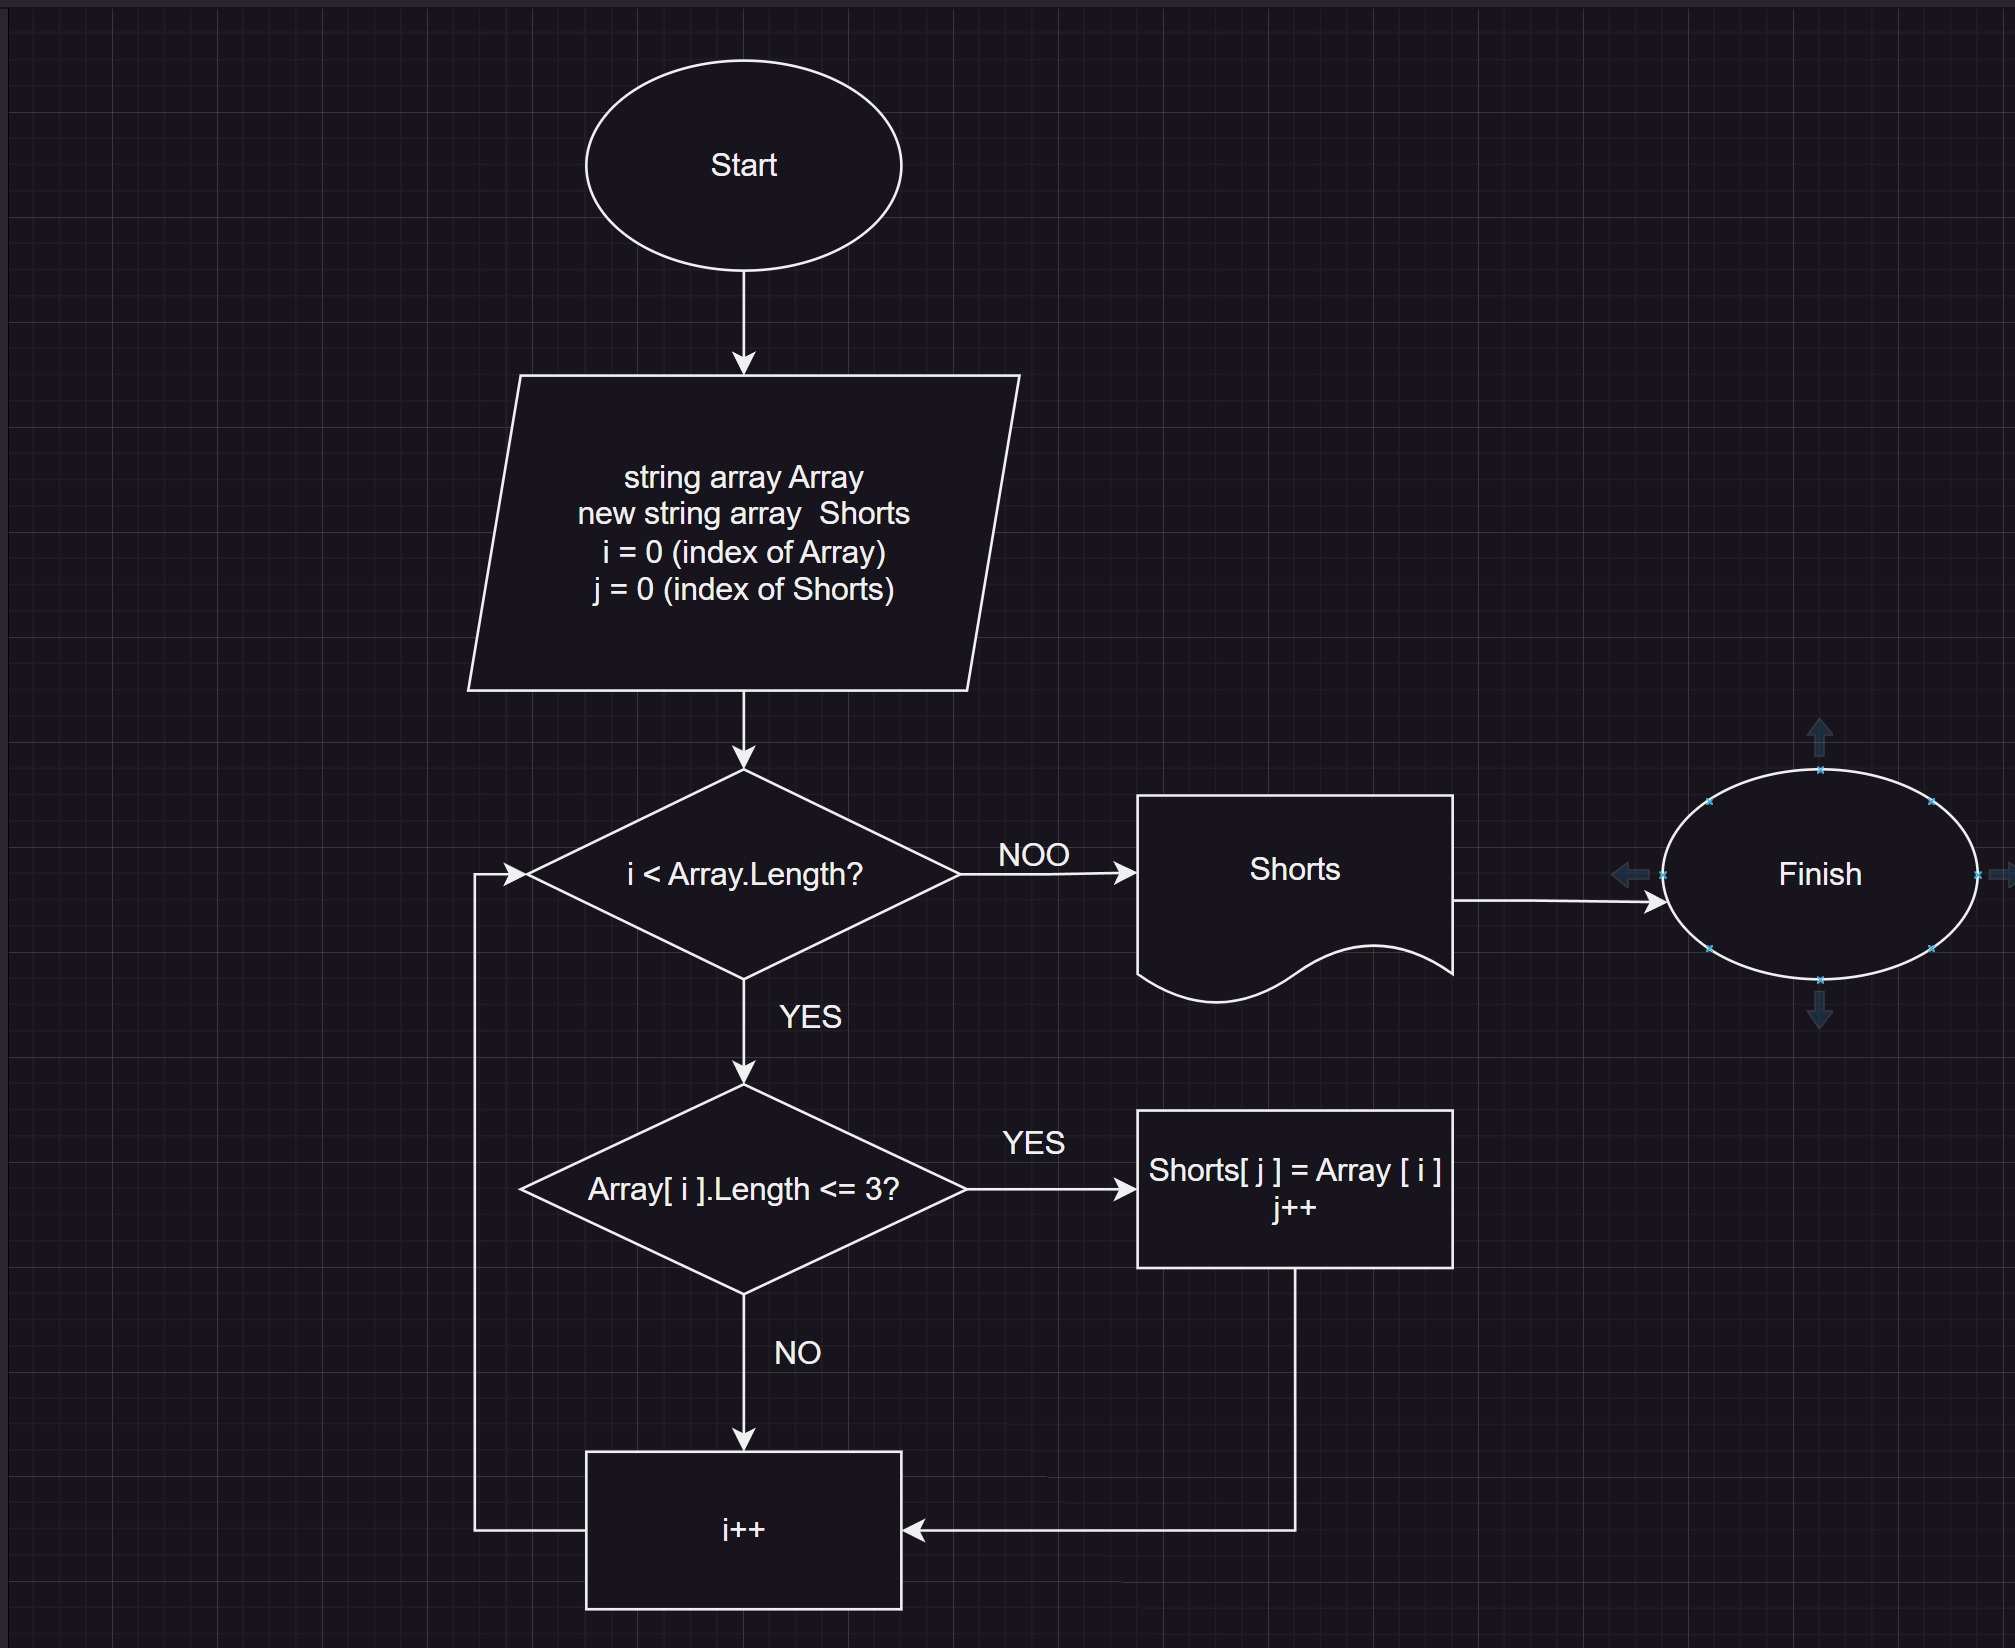 Start
string array Array
new string array  Shorts
i = 0 (index of Array)
j = 0 (index of Shorts)
i < Array.Length?
NOO
Shorts
Finish
YES
Array[ i ].Length <= 3?
YES
Shorts[ j ] = Array [ i ]
j++
NO
i++